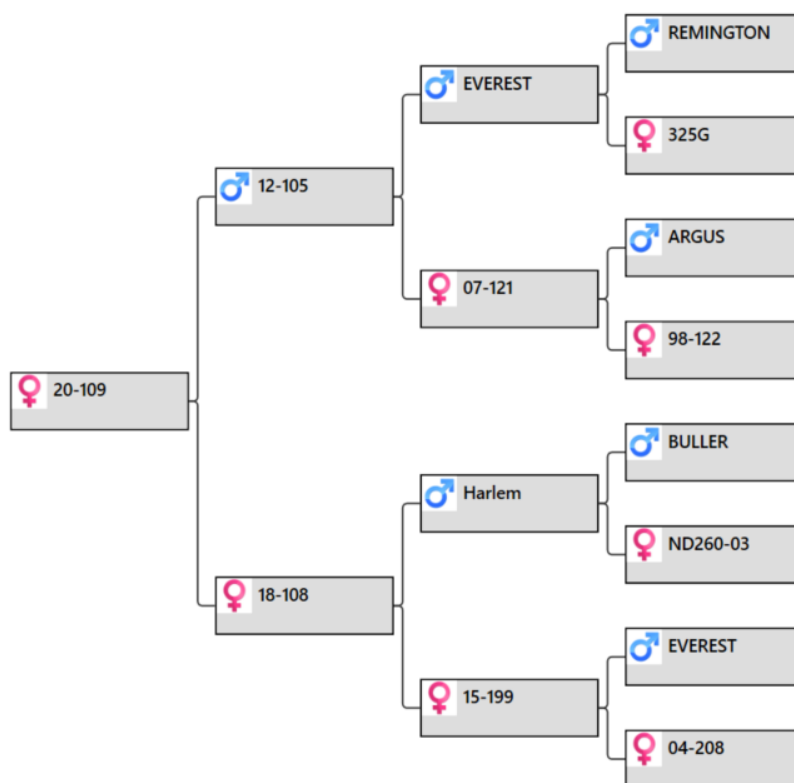 REMINGTON
EVEREST
325G
12-105
ARGUS
07-121
98-122
20-109
BULLER
Harlem
ND260-03
18-108
EVEREST
15-199
04-208